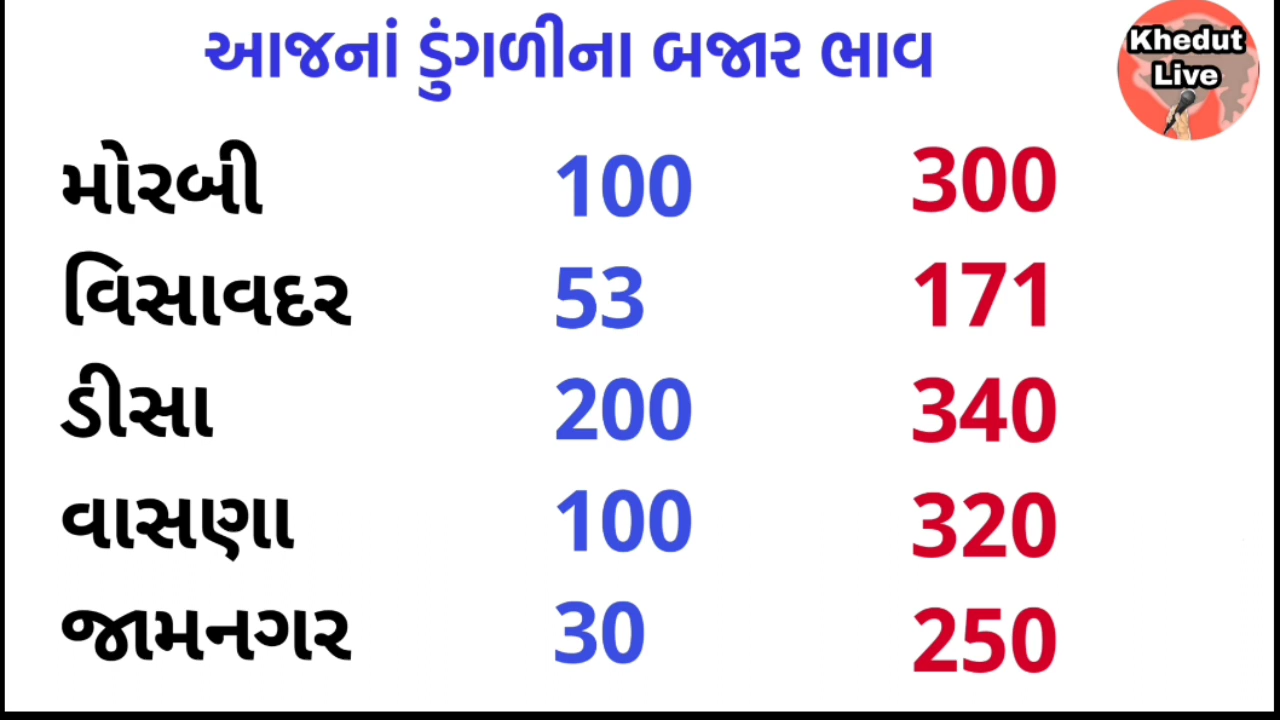 આજનાં ડુંગળીના બજાર ભાવ
Khedut
Live
મોરબી 100 300
વિસાવદર 53 171
ડીસા 200 340
વાસણા 100 320
જામનગર 30 250